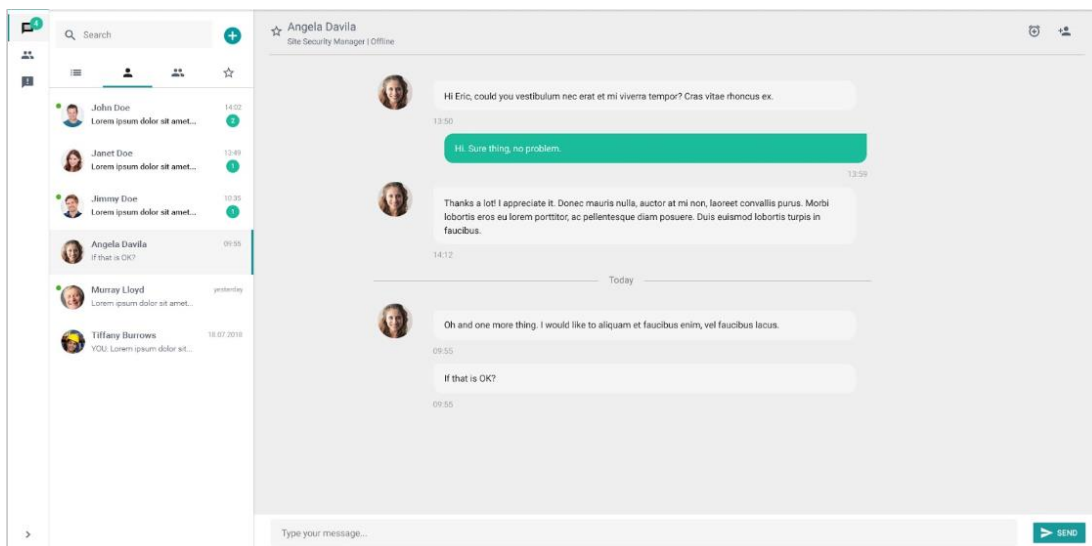 4
Search
John Doe
14:02
Lorem ipsum dolor sit amet...
2
Janet Doe
13:49
Lorem ipsum dolor sit amet...
1
Jimmy Doe
10:35
Lorem ipsum dolor sit amet...
1
Angela Davila
09:55
If that is OK?
Murray Lloyd
yesterday
Lorem ipsum dolor sit amet...
Tiffany Burrows
18.07.2018
YOU: Lorem ipsum dolor sit...
Angela Davila
Site Security Manager | Offline
Hi Eric, could you vestibulum nec erat et mi viverra tempor? Cras vitae rhoncus ex.
13:50
Hi. Sure thing, no problem.
13:59
Thanks a lot! I appreciate it. Donec mauris nulla, auctor at mi non, laoreet convallis purus. Morbi
lobortis eros eu lorem porttitor, ac pellentesque diam posuere. Duis euismod lobortis turpis in
faucibus.
14:12
Today
Oh and one more thing. I would like to aliquam et faucibus enim, vel faucibus lacus.
09:55
If that is OK?
09:55
Type your message...
SEND